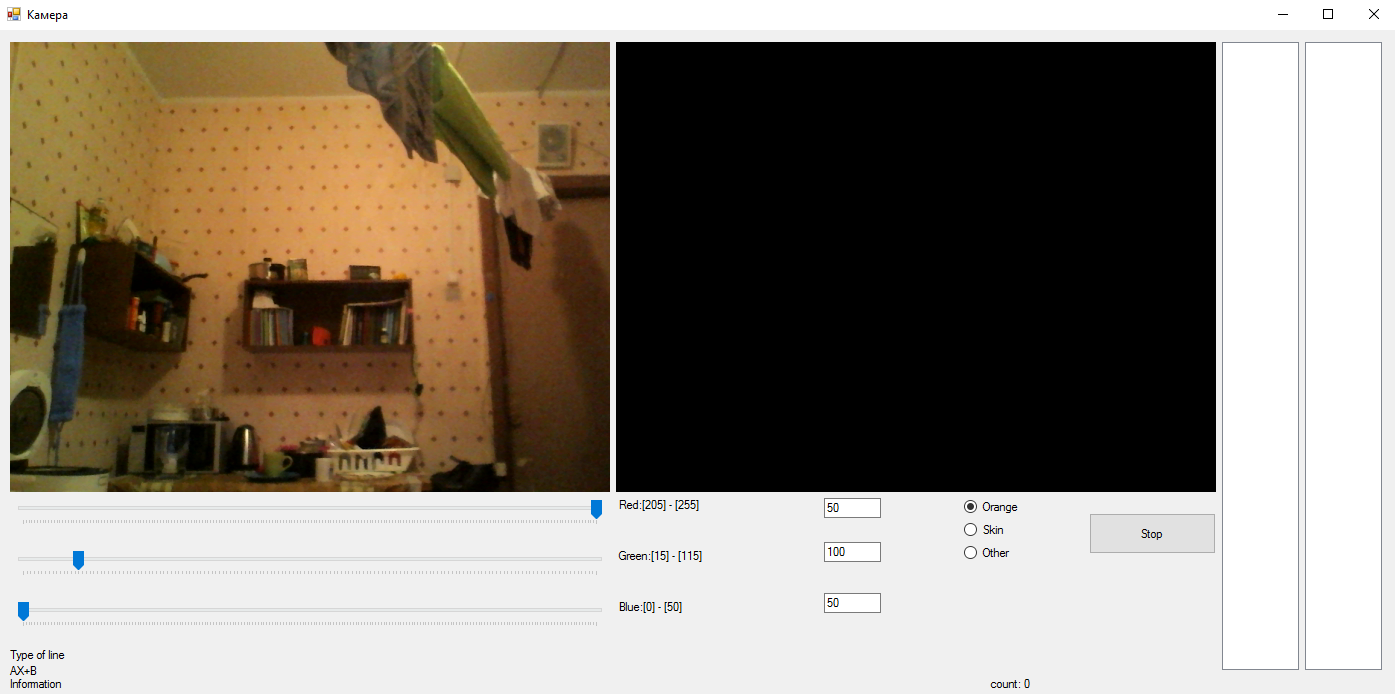 Камера
Red:[205] - [255]
50
Orange
Skin
Stop
Green:[15] - [115]
100
Other
Blue:[0] - [50]
50
Type of line
AX+B
Information
count: 0